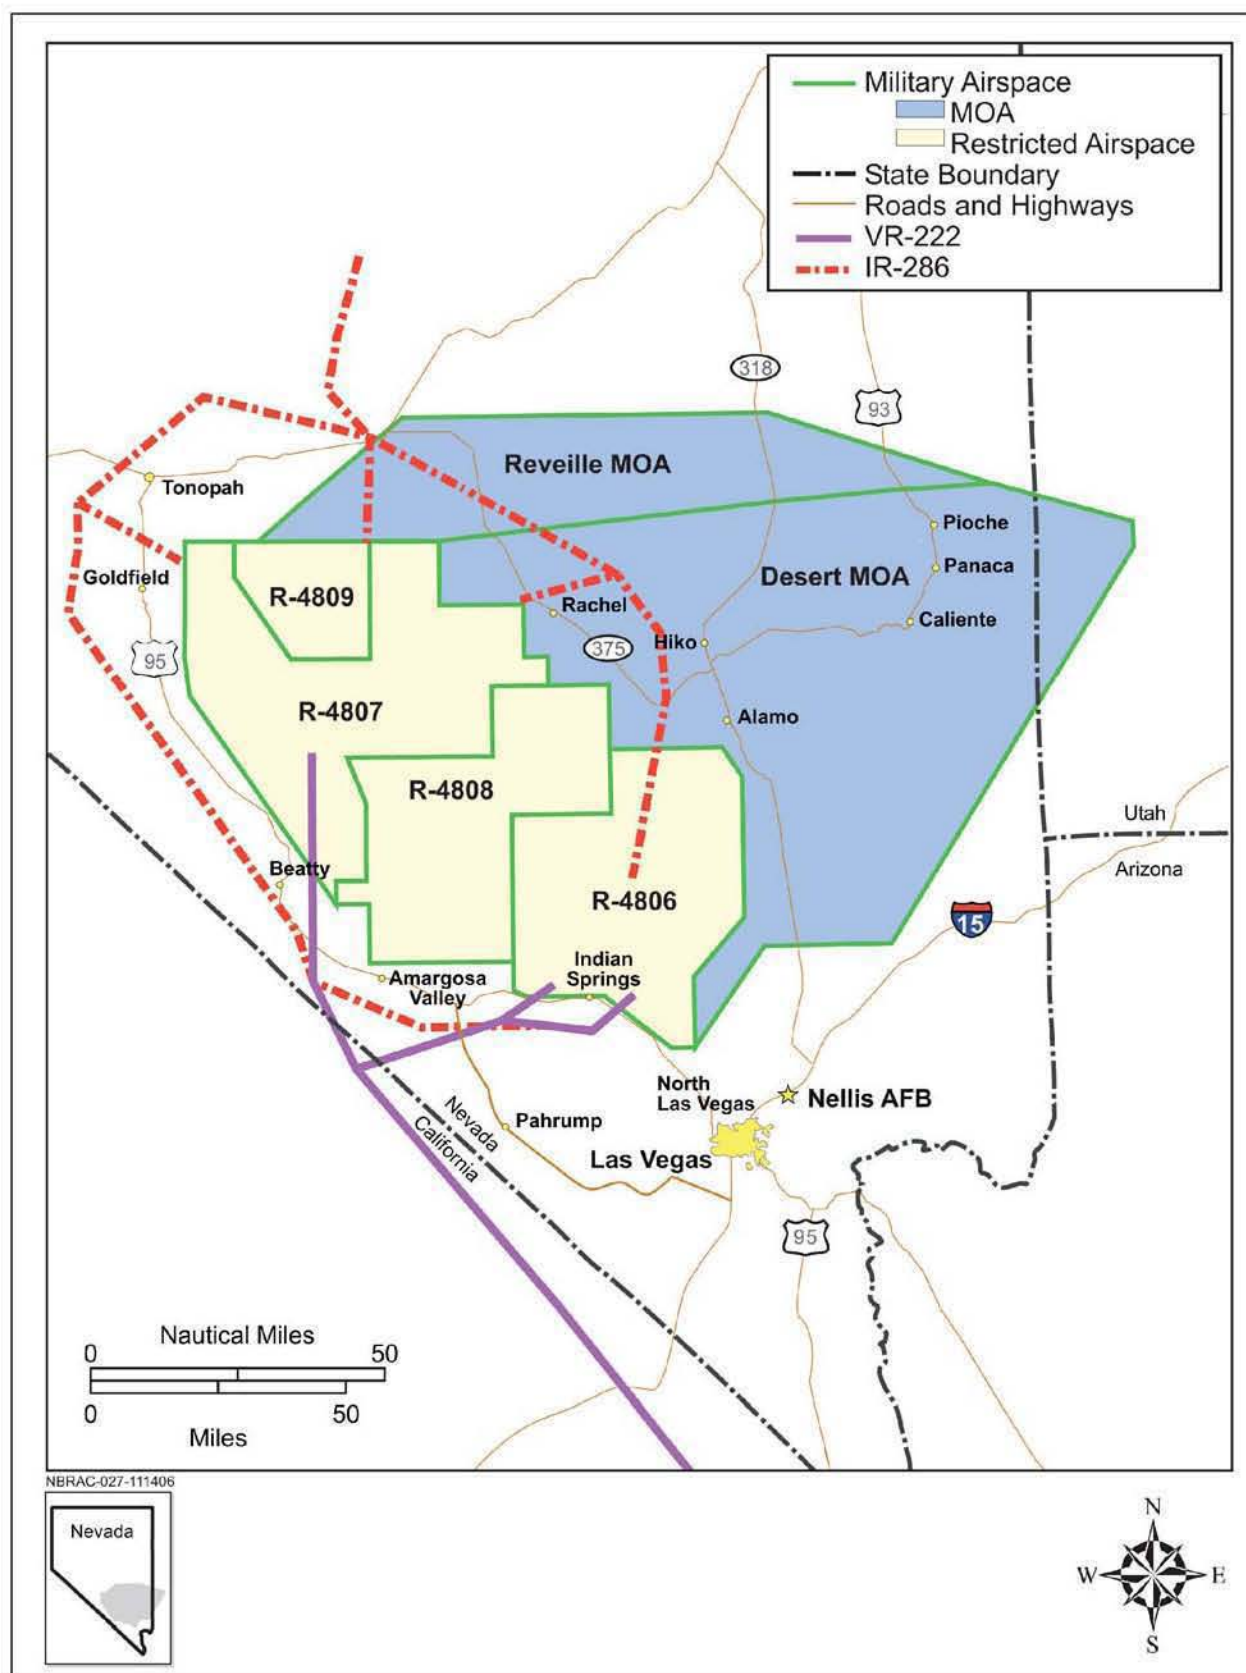 Military Airspace
MOA
Restricted Airspace
State Boundary
Roads and Highways
VR-222
IR-286
318
93
Reveille MOA
Tonopah
Pioche
Goldfield
Desert MOA
Panaca
R-4809
Rachel
Caliente
Hiko
375
95
R-4807
Alamo
R-4808
Utah
Beatty
Arizona
R-4806
15
Indian
Springs
Amargosa
Valley
North
Las Vegas
Nellis AFB
Nevada
California
Pahrump
Las Vegas
95
Nautical Miles
0 50
0 50
Miles
NBRAC-027-111406
Nevada
N
W E
S